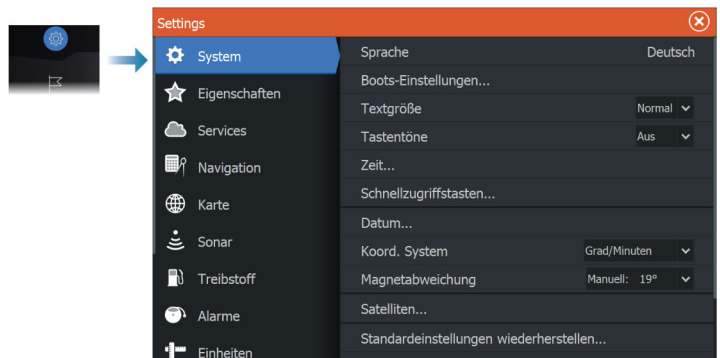 Settings
System
Eigenschaften
Services
Navigation
Karte
Sonar
Treibstoff
Alarme
Einheiten
Sprache Deutsch
Boots-Einstellungen...
Textgröße Normal
Tastentöne Aus
Zeit...
Schnellzugriffstasten...
Datum...
Koord. System Grad/Minuten
Magnetabweichung Manuell: 19°
Satelliten...
Standardeinstellungen wiederherstellen...